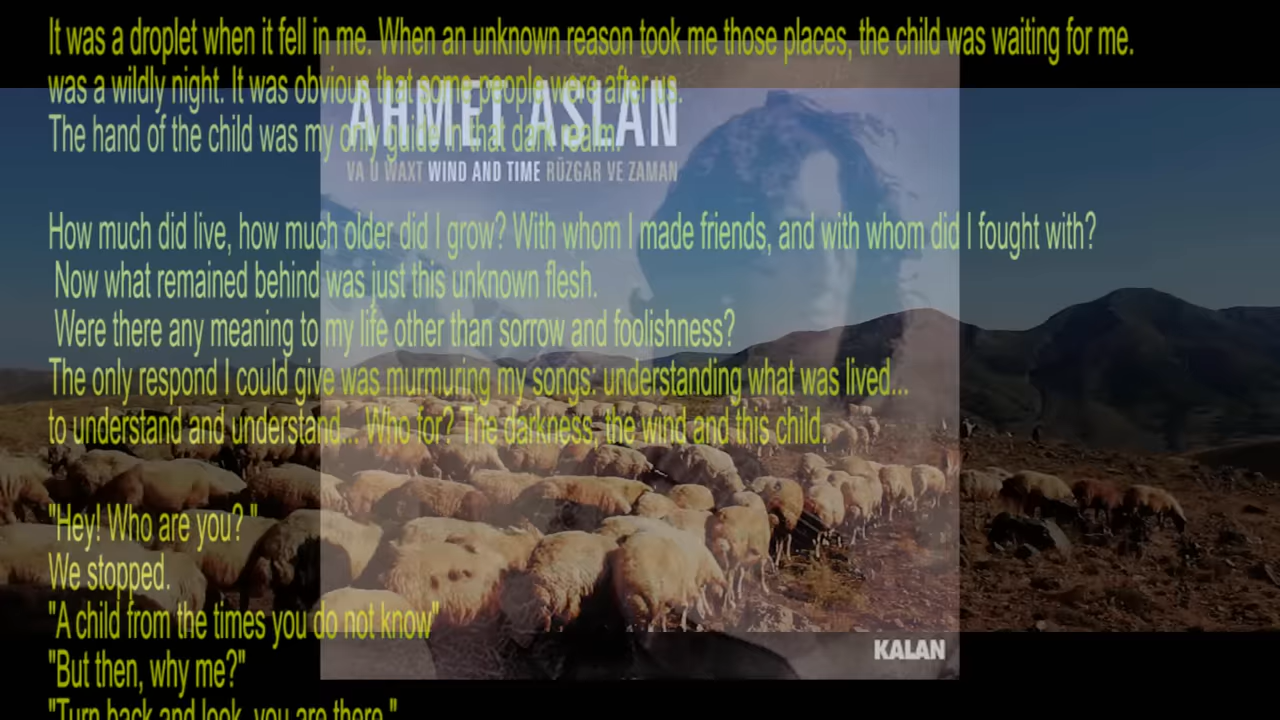 It was a droplet when it fell in me. When an unknown reason took me those places, the child was waiting for me.
was a wildly night. It was obvious that some people were after us.
The hand of the child was my only guide in that dark realm.
AHMET ASLAN
VA U WAXT WIND AND TIME RÜZGAR VE ZAMAN
How much did live, how much older did I grow? With whom I made friends, and with whom did I fought with?
Now what remained behind was just this unknown flesh.
Were there any meaning to my life other than sorrow and foolishness?
The only respond I could give was murmuring my songs: understanding what was lived...
to understand and understand... Who for? The darkness, the wind and this child.
"Hey! Who are you? "
We stopped.
"A child from the times you do not know"
KALAN
"But then, why me?"
"Turn back and look, you are there."